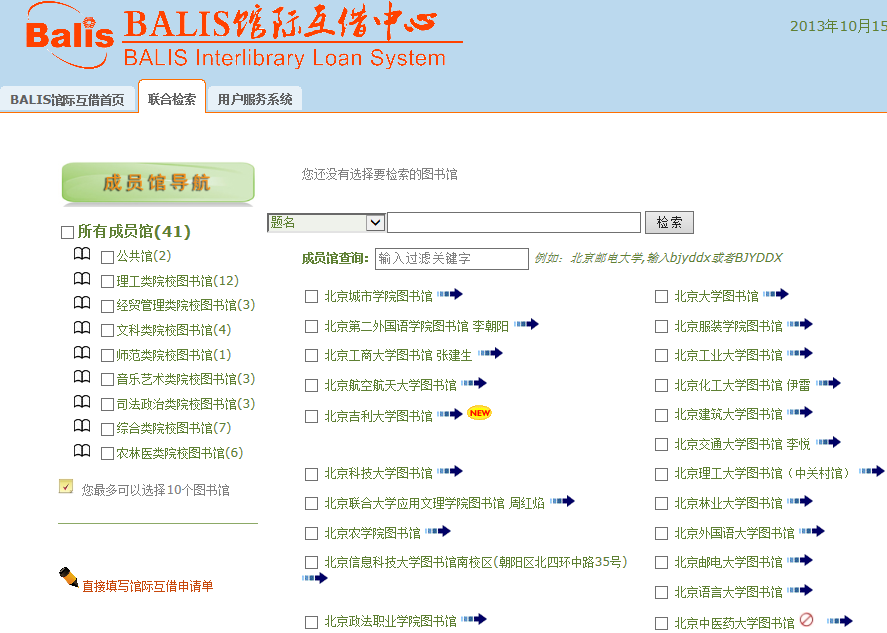 Balis BALIS馆际互借中心
BALIS Interlibrary Loan System
2013年10月15
BALIS馆际互借首页 联合检索 用户服务系统
成员馆导航
您还没有选择要检索的图书馆
题名 检索
所有成员馆(41)
公共馆(2)
理工类院校图书馆(12)
经贸管理类院校图书馆(3)
文科类院校图书馆(4)
师范类院校图书馆(1)
音乐艺术类院校图书馆(3)
司法政治类院校图书馆(3)
综合类院校图书馆(7)
农林医类院校图书馆(6)
您最多可以选择10个图书馆
直接填写馆际互借申请单
成员馆查询: 输入过滤关键字 例如: 北京邮电大学,输入bjyddx或者BJYDDX
北京城市学院图书馆 北京大学图书馆
北京第二外国语学院图书馆 李朝阳 北京服装学院图书馆
北京工商大学图书馆 张建生 北京工业大学图书馆
北京航空航天大学图书馆 北京化工大学图书馆 伊雷
北京吉利大学图书馆 NEW 北京建筑大学图书馆
北京交通大学图书馆 李悦
北京科技大学图书馆 北京理工大学图书馆（中关村馆）
北京联合大学应用文理学院图书馆 周红焰 北京林业大学图书馆
北京农学院图书馆 北京外国语大学图书馆
北京信息科技大学图书馆南校区(朝阳区北四环中路35号) 北京邮电大学图书馆
北京语言大学图书馆
北京政法职业学院图书馆 北京中医药大学图书馆